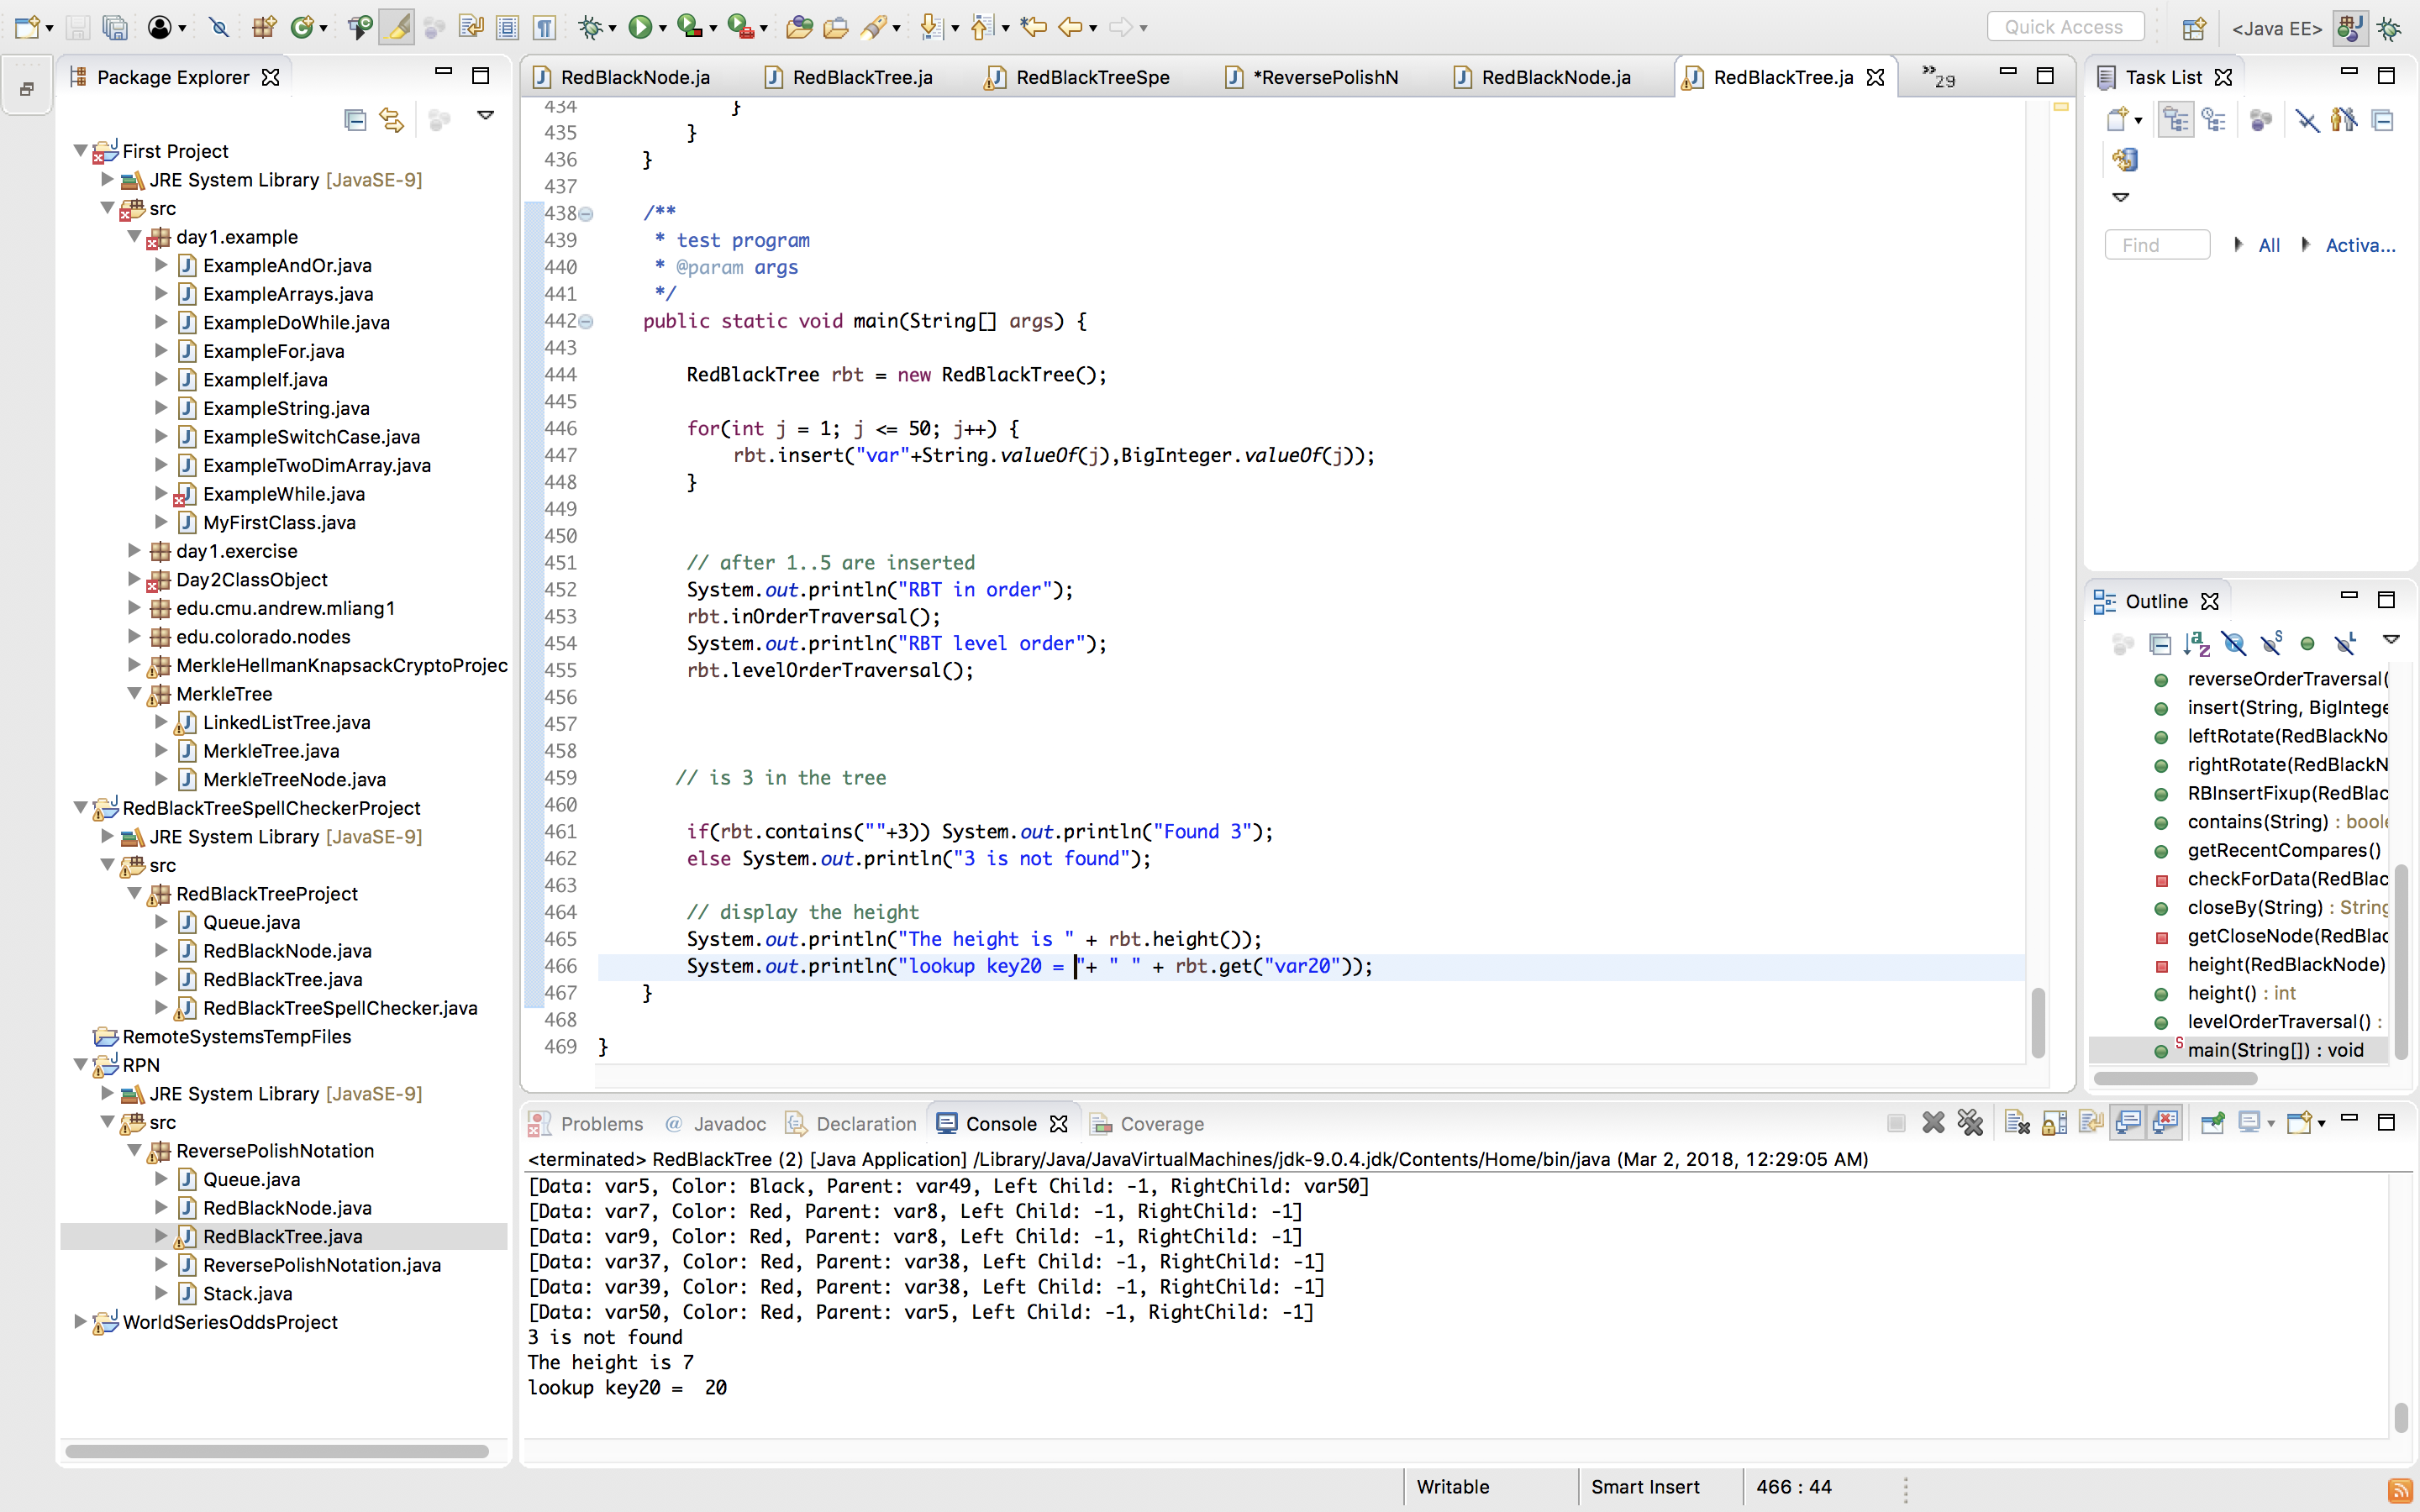 Quick Access
<Java EE>
Package Explorer
First Project
JRE System Library [JavaSE-9]
src
day1.example
ExampleAndOr.java
ExampleArrays.java
ExampleDoWhile.java
ExampleFor.java
ExampleIf.java
ExampleString.java
ExampleSwitchCase.java
ExampleTwoDimArray.java
ExampleWhile.java
MyFirstClass.java
day1.exercise
Day2ClassObject
edu.cmu.andrew.mliang1
edu.colorado.nodes
MerkleHellmanKnapsackCryptoProjec
MerkleTree
LinkedListTree.java
MerkleTree.java
MerkleTreeNode.java
RedBlackTreeSpellCheckerProject
JRE System Library [JavaSE-9]
src
RedBlackTreeProject
Queue.java
RedBlackNode.java
RedBlackTree.java
RedBlackTreeSpellChecker.java
RemoteSystemsTempFiles
RPN
JRE System Library [JavaSE-9]
src
ReversePolishNotation
Queue.java
RedBlackNode.java
RedBlackTree.java
ReversePolishNotation.java
Stack.java
WorldSeriesOddsProject
RedBlackNode.ja RedBlackTree.ja RedBlackTreeSpe *ReversePolishN RedBlackNode.ja RedBlackTree.ja »29
434 }
435 }
436 }
437
438 /**
439 * test program
440 * @param args
441 */
442 public static void main(String[] args) {
443
444 RedBlackTree rbt = new RedBlackTree();
445
446 for(int j = 1; j <= 50; j++) {
447 rbt.insert("var"+String.valueOf(j),BigInteger.valueOf(j));
448 }
449
450
451 // after 1..5 are inserted
452 System.out.println("RBT in order");
453 rbt.inOrderTraversal();
454 System.out.println("RBT level order");
455 rbt.levelOrderTraversal();
456
457
458
459 // is 3 in the tree
460
461 if(rbt.contains(""+3)) System.out.println("Found 3");
462 else System.out.println("3 is not found");
463
464 // display the height
465 System.out.println("The height is " + rbt.height());
466 System.out.println("lookup key20 = "+ " " + rbt.get("var20"));
467 }
468
469 }
Problems @ Javadoc Declaration Console Coverage
<terminated> RedBlackTree (2) [Java Application] /Library/Java/JavaVirtualMachines/jdk-9.0.4.jdk/Contents/Home/bin/java (Mar 2, 2018, 12:29:05 AM)
[Data: var5, Color: Black, Parent: var49, Left Child: -1, RightChild: var50]
[Data: var7, Color: Red, Parent: var8, Left Child: -1, RightChild: -1]
[Data: var9, Color: Red, Parent: var8, Left Child: -1, RightChild: -1]
[Data: var37, Color: Red, Parent: var38, Left Child: -1, RightChild: -1]
[Data: var39, Color: Red, Parent: var38, Left Child: -1, RightChild: -1]
[Data: var50, Color: Red, Parent: var5, Left Child: -1, RightChild: -1]
3 is not found
The height is 7
lookup key20 =  20
Task List
Find All Activa...
Outline
reverseOrderTraversal(
insert(String, BigIntege
leftRotate(RedBlackNo
rightRotate(RedBlackN
RBInsertFixup(RedBlac
contains(String) : boole
getRecentCompares()
checkForData(RedBlac
closeBy(String) : String
getCloseNode(RedBlac
height(RedBlackNode)
height() : int
levelOrderTraversal() :
main(String[]) : void
Writable Smart Insert 466 : 44